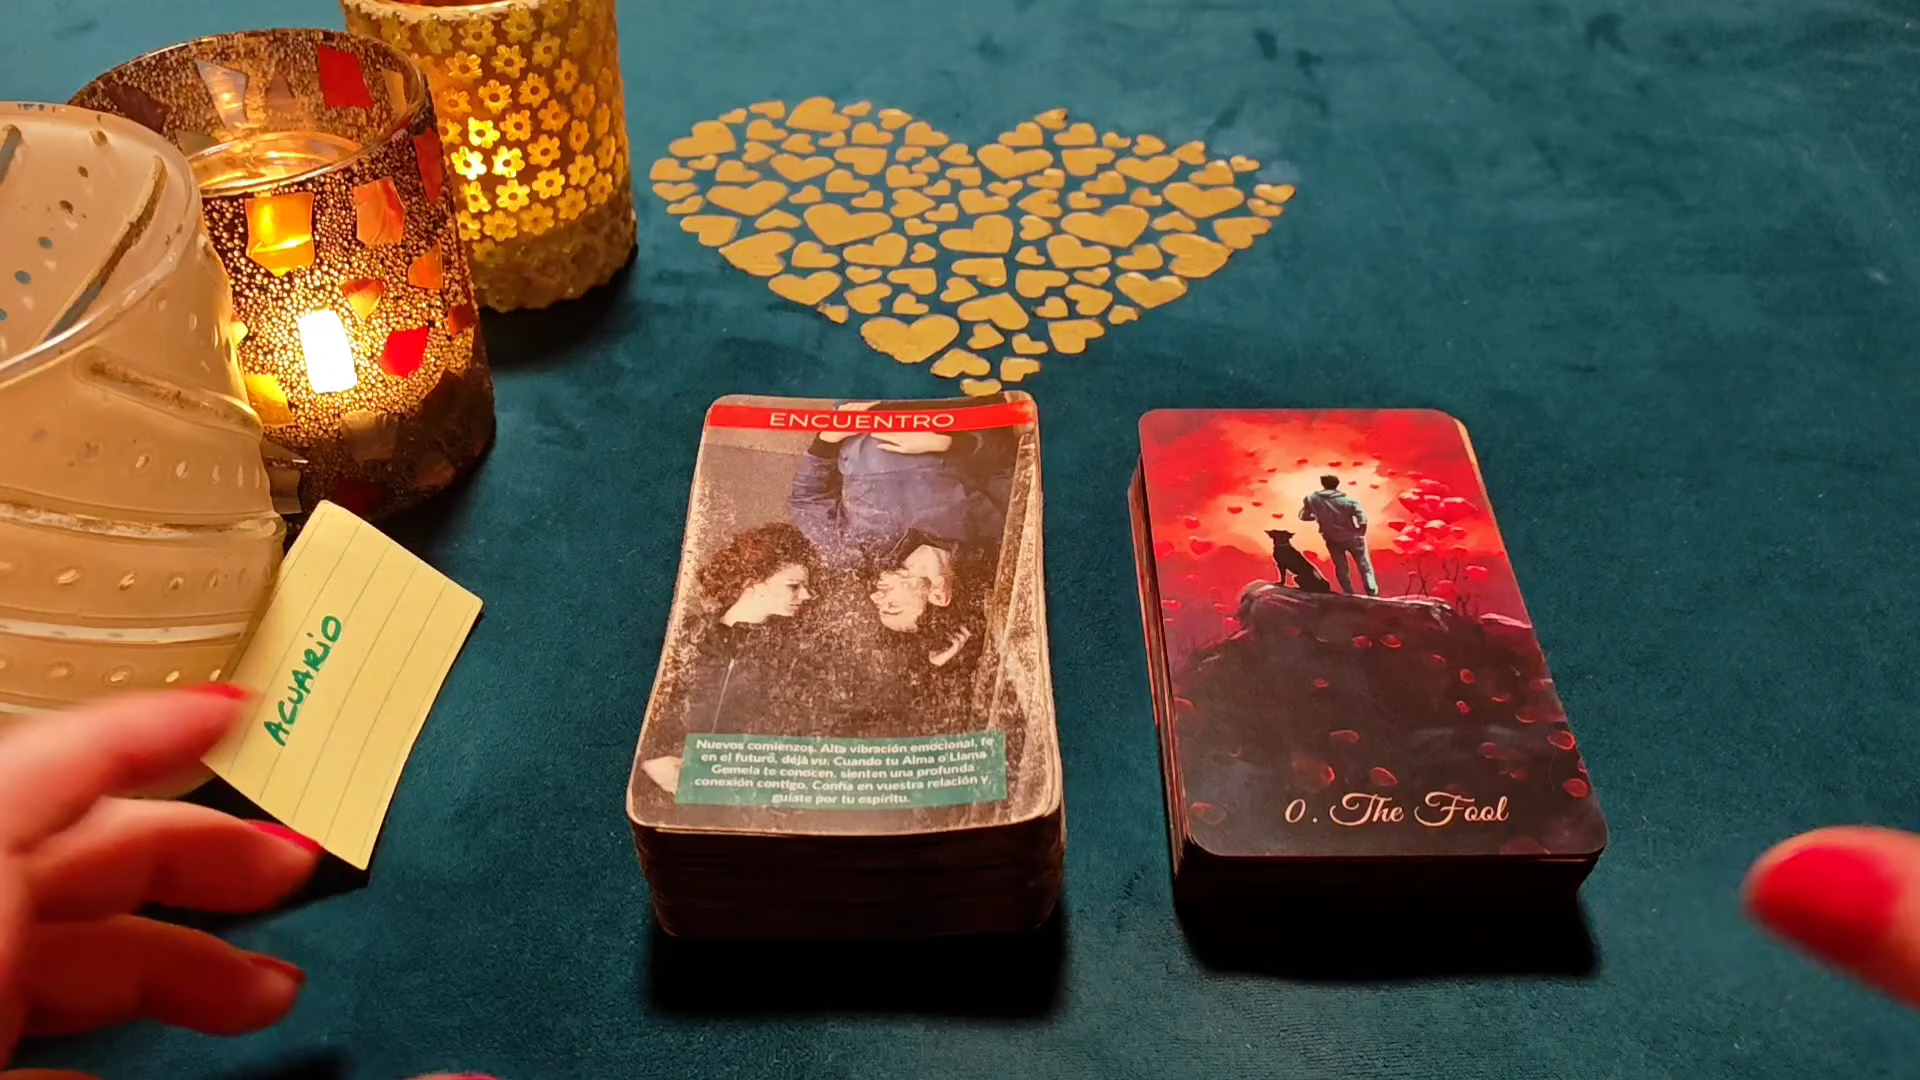 ENCUENTRO
ACUARIO
Nuevos comienzos. Alta vibración emocional, fe
en el futuro, déjà vu. Cuando tu Alma o Llama
Gemela te conocen, sienten una profunda
conexión contigo. Confía en vuestra relación y
guíate por tu espíritu.
0. The Fool